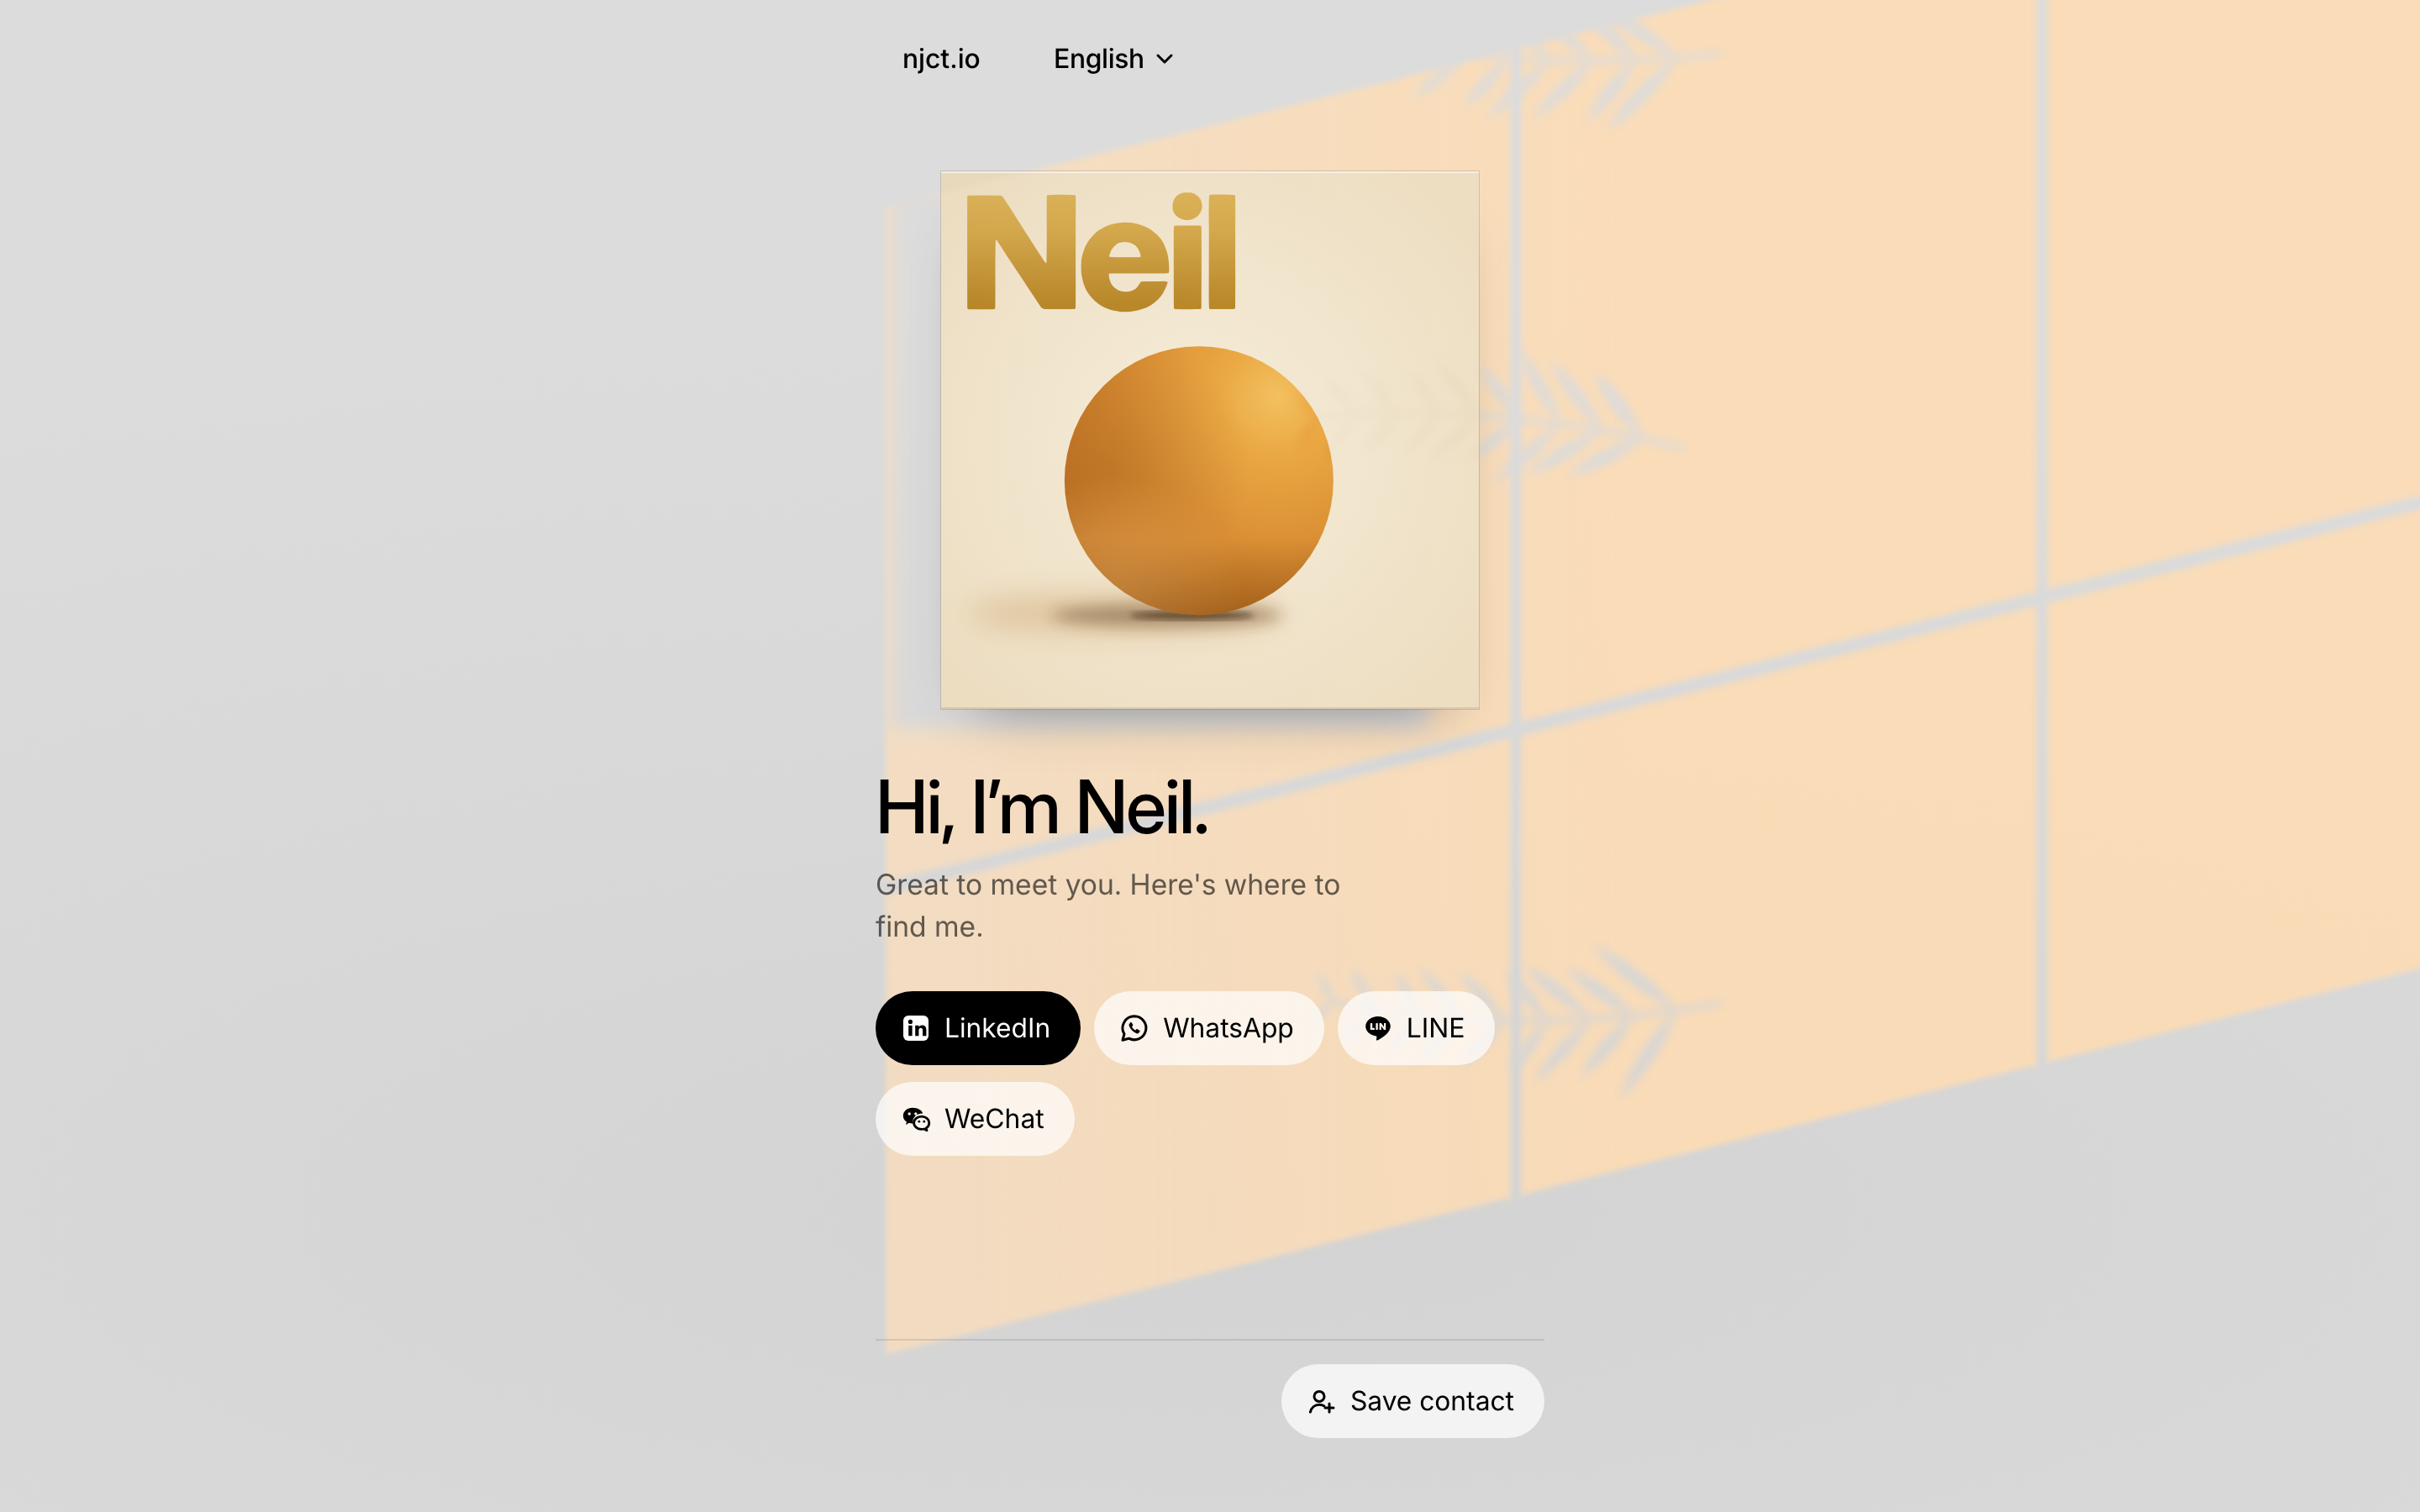 njct.io
English
Neil
Hi, I’m Neil.
Great to meet you. Here's where to
find me.
LinkedIn
WhatsApp
LINE
WeChat
Save contact